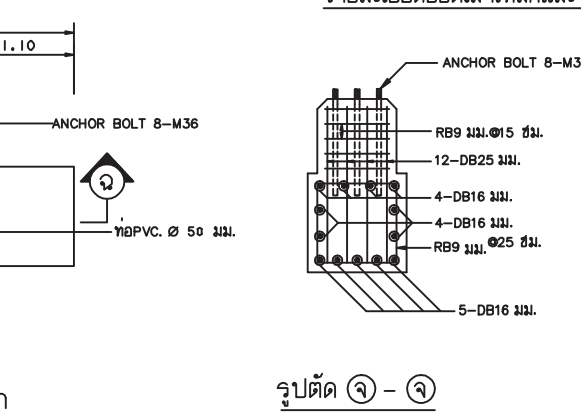 1.10
ANCHOR BOLT 8-M36
ฉ
ท่อPVC. Ø 50 มม.
ANCHOR BOLT 8-M3
RB9 มม.@15 ซม.
12-DB25 มม.
4-DB16 มม.
4-DB16 มม.
RB9 มม.@25 ซม.
5-DB16 มม.
รูปตัด จ - จ